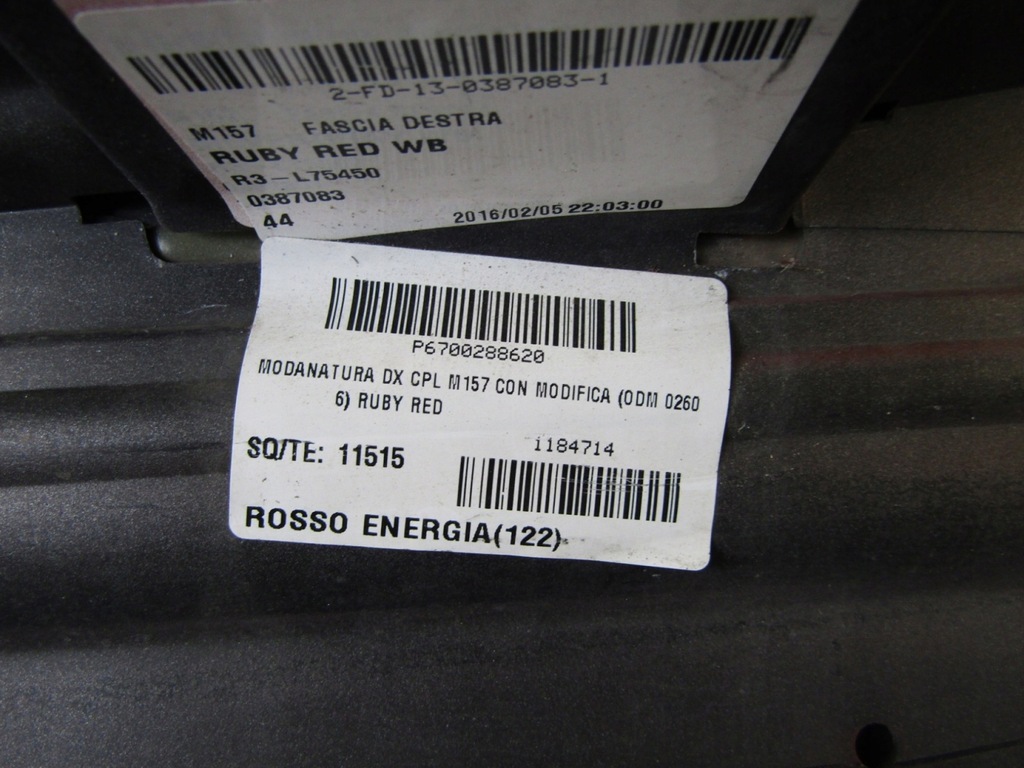 2-FD-13-0387083-1
M157 FASCIA DESTRA
RUBY RED WB
R3-L75450
0387083
44 2016/02/05 22:03:00
P6700288620
MODANATURA DX CPL M157 CON MODIFICA (ODM 0260
6) RUBY RED
SQ/TE: 11515
1184714
ROSSO ENERGIA(122)